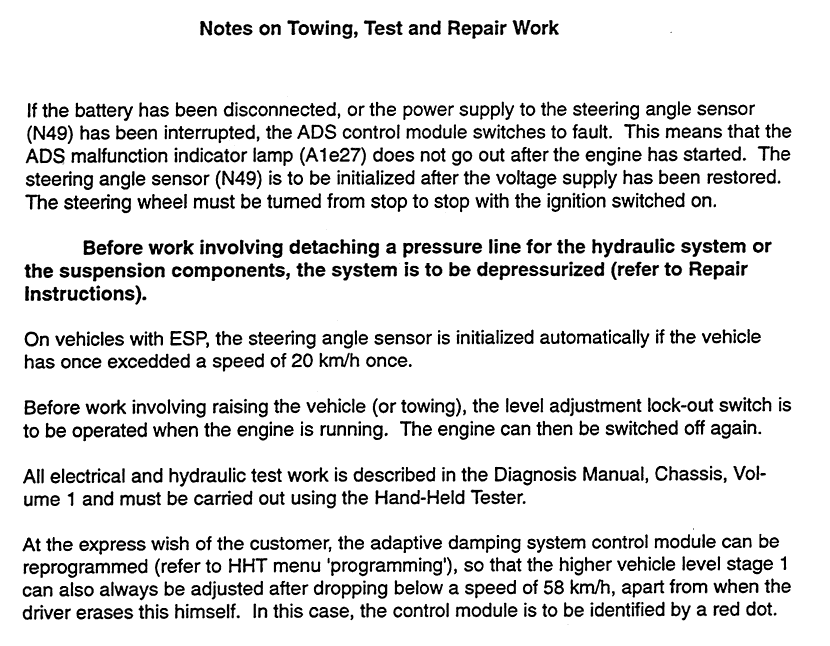 Notes on Towing, Test and Repair Work
If the battery has been disconnected, or the power supply to the steering angle sensor
(N49) has been interrupted, the ADS control module switches to fault. This means that the
ADS malfunction indicator lamp (A1e27) does not go out after the engine has started. The
steering angle sensor (N49) is to be initialized after the voltage supply has been restored.
The steering wheel must be turned from stop to stop with the ignition switched on.
Before work involving detaching a pressure line for the hydraulic system or
the suspension components, the system is to be depressurized (refer to Repair
Instructions).
On vehicles with ESP, the steering angle sensor is initialized automatically if the vehicle
has once excedded a speed of 20 km/h once.
Before work involving raising the vehicle (or towing), the level adjustment lock-out switch is
to be operated when the engine is running. The engine can then be switched off again.
All electrical and hydraulic test work is described in the Diagnosis Manual, Chassis, Vol-
ume 1 and must be carried out using the Hand-Held Tester.
At the express wish of the customer, the adaptive damping system control module can be
reprogrammed (refer to HHT menu 'programming'), so that the higher vehicle level stage 1
can also always be adjusted after dropping below a speed of 58 km/h, apart from when the
driver erases this himself. In this case, the control module is to be identified by a red dot.